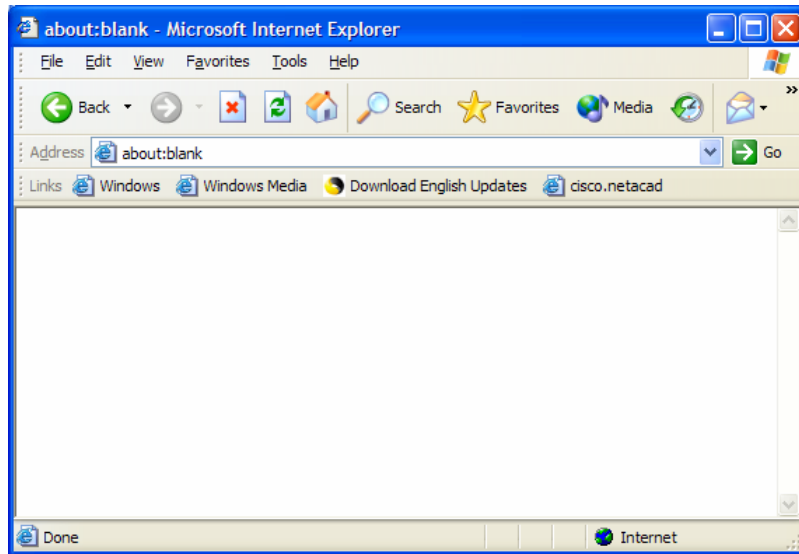 about:blank - Microsoft Internet Explorer
File Edit View Favorites Tools Help
Back Search Favorites Media »
Address about:blank Go
Links Windows Windows Media Download English Updates cisco.netacad
Done Internet